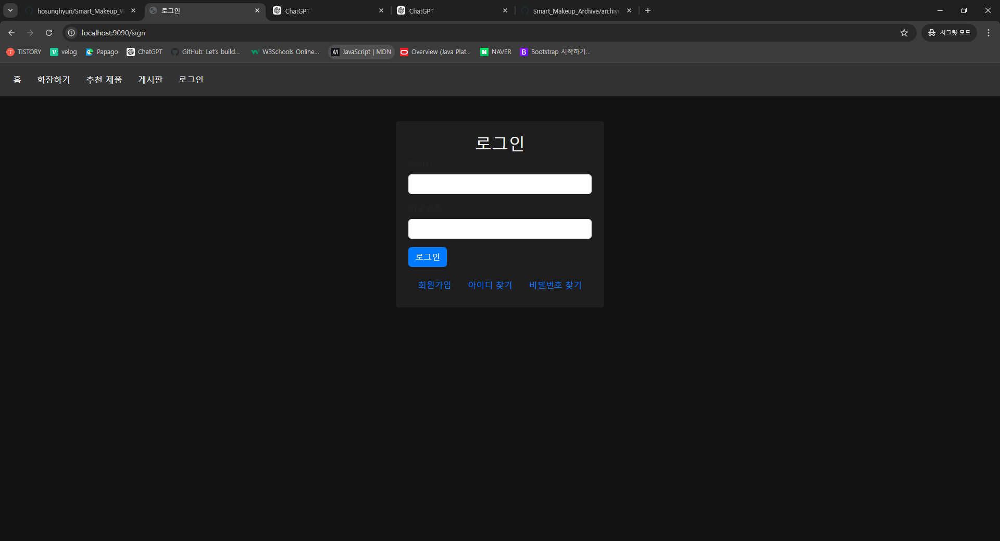 hosunghyun/Smart_Makeup_W
로그인
ChatGPT
ChatGPT
Smart_Makeup_Archive/archive
localhost:9090/sign
시크릿 모드
TISTORY
velog
Papago
ChatGPT
GitHub: Let's build...
W3Schools Online...
JavaScript | MDN
Overview (Java Plat...
NAVER
Bootstrap 시작하기...
홈 화장하기 추천 제품 게시판 로그인
로그인
아이디
비밀번호
로그인
회원가입 아이디 찾기 비밀번호 찾기